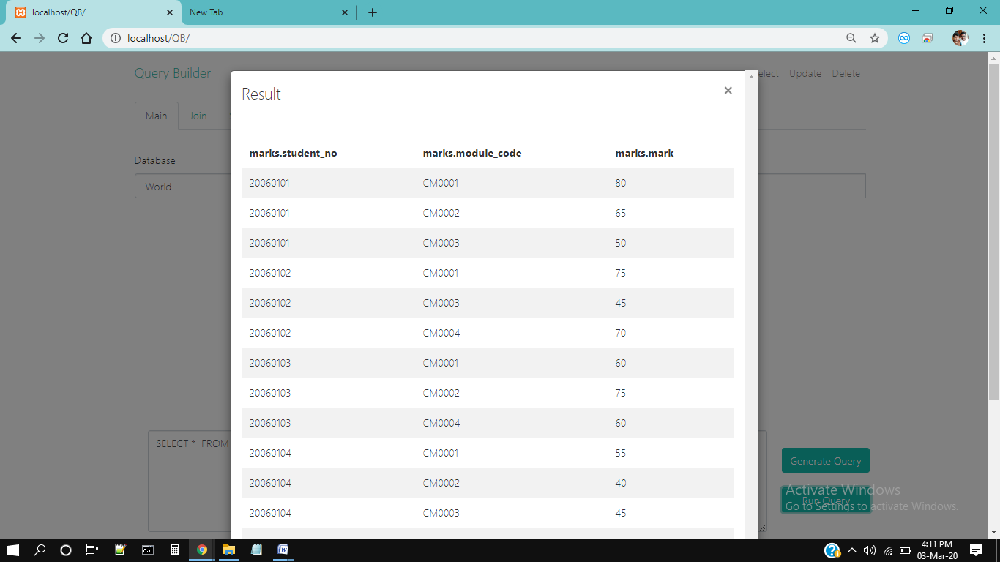 localhost/QB/
New Tab
localhost/QB/
Query Builder
elect Update Delete
Result
Main Join
Database
World
marks.student_no marks.module_code marks.mark
20060101 CM0001 80
20060101 CM0002 65
20060101 CM0003 50
20060102 CM0001 75
20060102 CM0003 45
20060102 CM0004 70
20060103 CM0001 60
20060103 CM0002 75
20060103 CM0004 60
20060104 CM0001 55
20060104 CM0002 40
20060104 CM0003 45
SELECT * FROM
Generate Query
Run Query
Activate Windows
Go to Settings to activate Windows.
4:11 PM
03-Mar-20